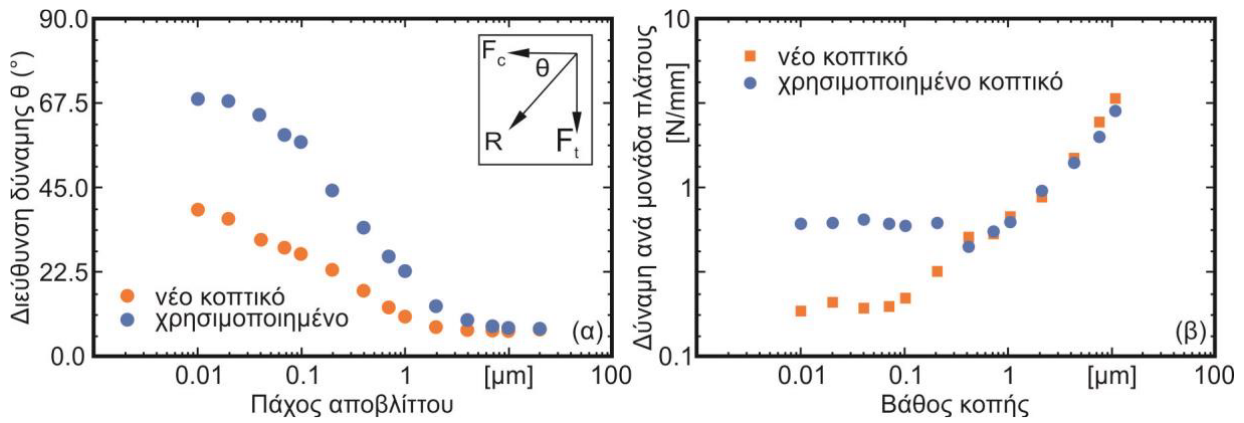 90.0
67.5
45.0
22.5
0.0
Διεύθυνση δύναμης θ (°)
F_c
θ
R
F_t
νέο κοπτικό
χρησιμοποιημένο
(α)
0.01 0.1 1 [μm] 100
Πάχος αποβλίττου
10
1
0.1
Δύναμη ανά μονάδα πλάτους
[N/mm]
νέο κοπτικό
χρησιμοποιημένο κοπτικό
(β)
0.01 0.1 1 [μm] 100
Βάθος κοπής